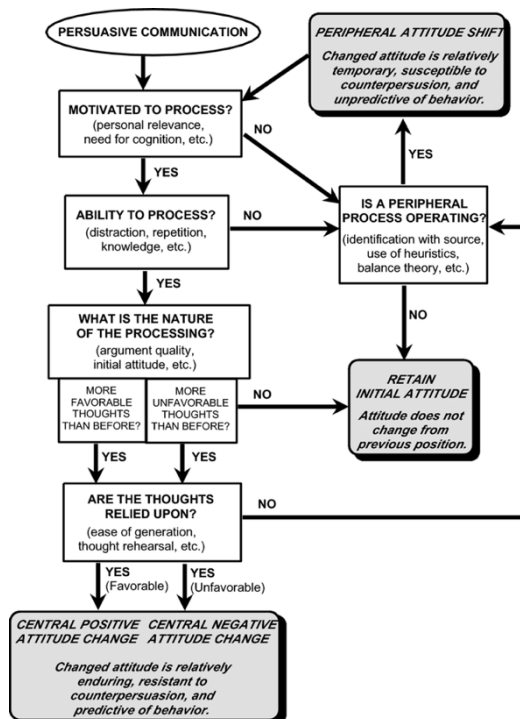 PERSUASIVE COMMUNICATION
PERIPHERAL ATTITUDE SHIFT
Changed attitude is relatively
temporary, susceptible to
counterpersusion, and
unpredictive of behavior.
MOTIVATED TO PROCESS?
(personal relevance,
need for cognition, etc.)
NO
YES
YES
ABILITY TO PROCESS?
(distraction, repetition,
knowledge, etc.)
NO
IS A PERIPHERAL
PROCESS OPERATING?
(identification with source,
use of heuristics,
balance theory, etc.)
YES
WHAT IS THE NATURE
OF THE PROCESSING?
(argument quality,
initial attitude, etc.)
NO
MORE
FAVORABLE
THOUGHTS
THAN BEFORE?
MORE
UNFAVORABLE
THOUGHTS
THAN BEFORE?
NO
RETAIN
INITIAL ATTITUDE
Attitude does not
change from
previous position.
YES
YES
ARE THE THOUGHTS
RELIED UPON?
(ease of generation,
thought rehearsal, etc.)
NO
YES
(Favorable)
YES
(Unfavorable)
CENTRAL POSITIVE
ATTITUDE CHANGE
CENTRAL NEGATIVE
ATTITUDE CHANGE
Changed attitude is relatively
enduring, resistant to
counterpersuasion, and
predictive of behavior.